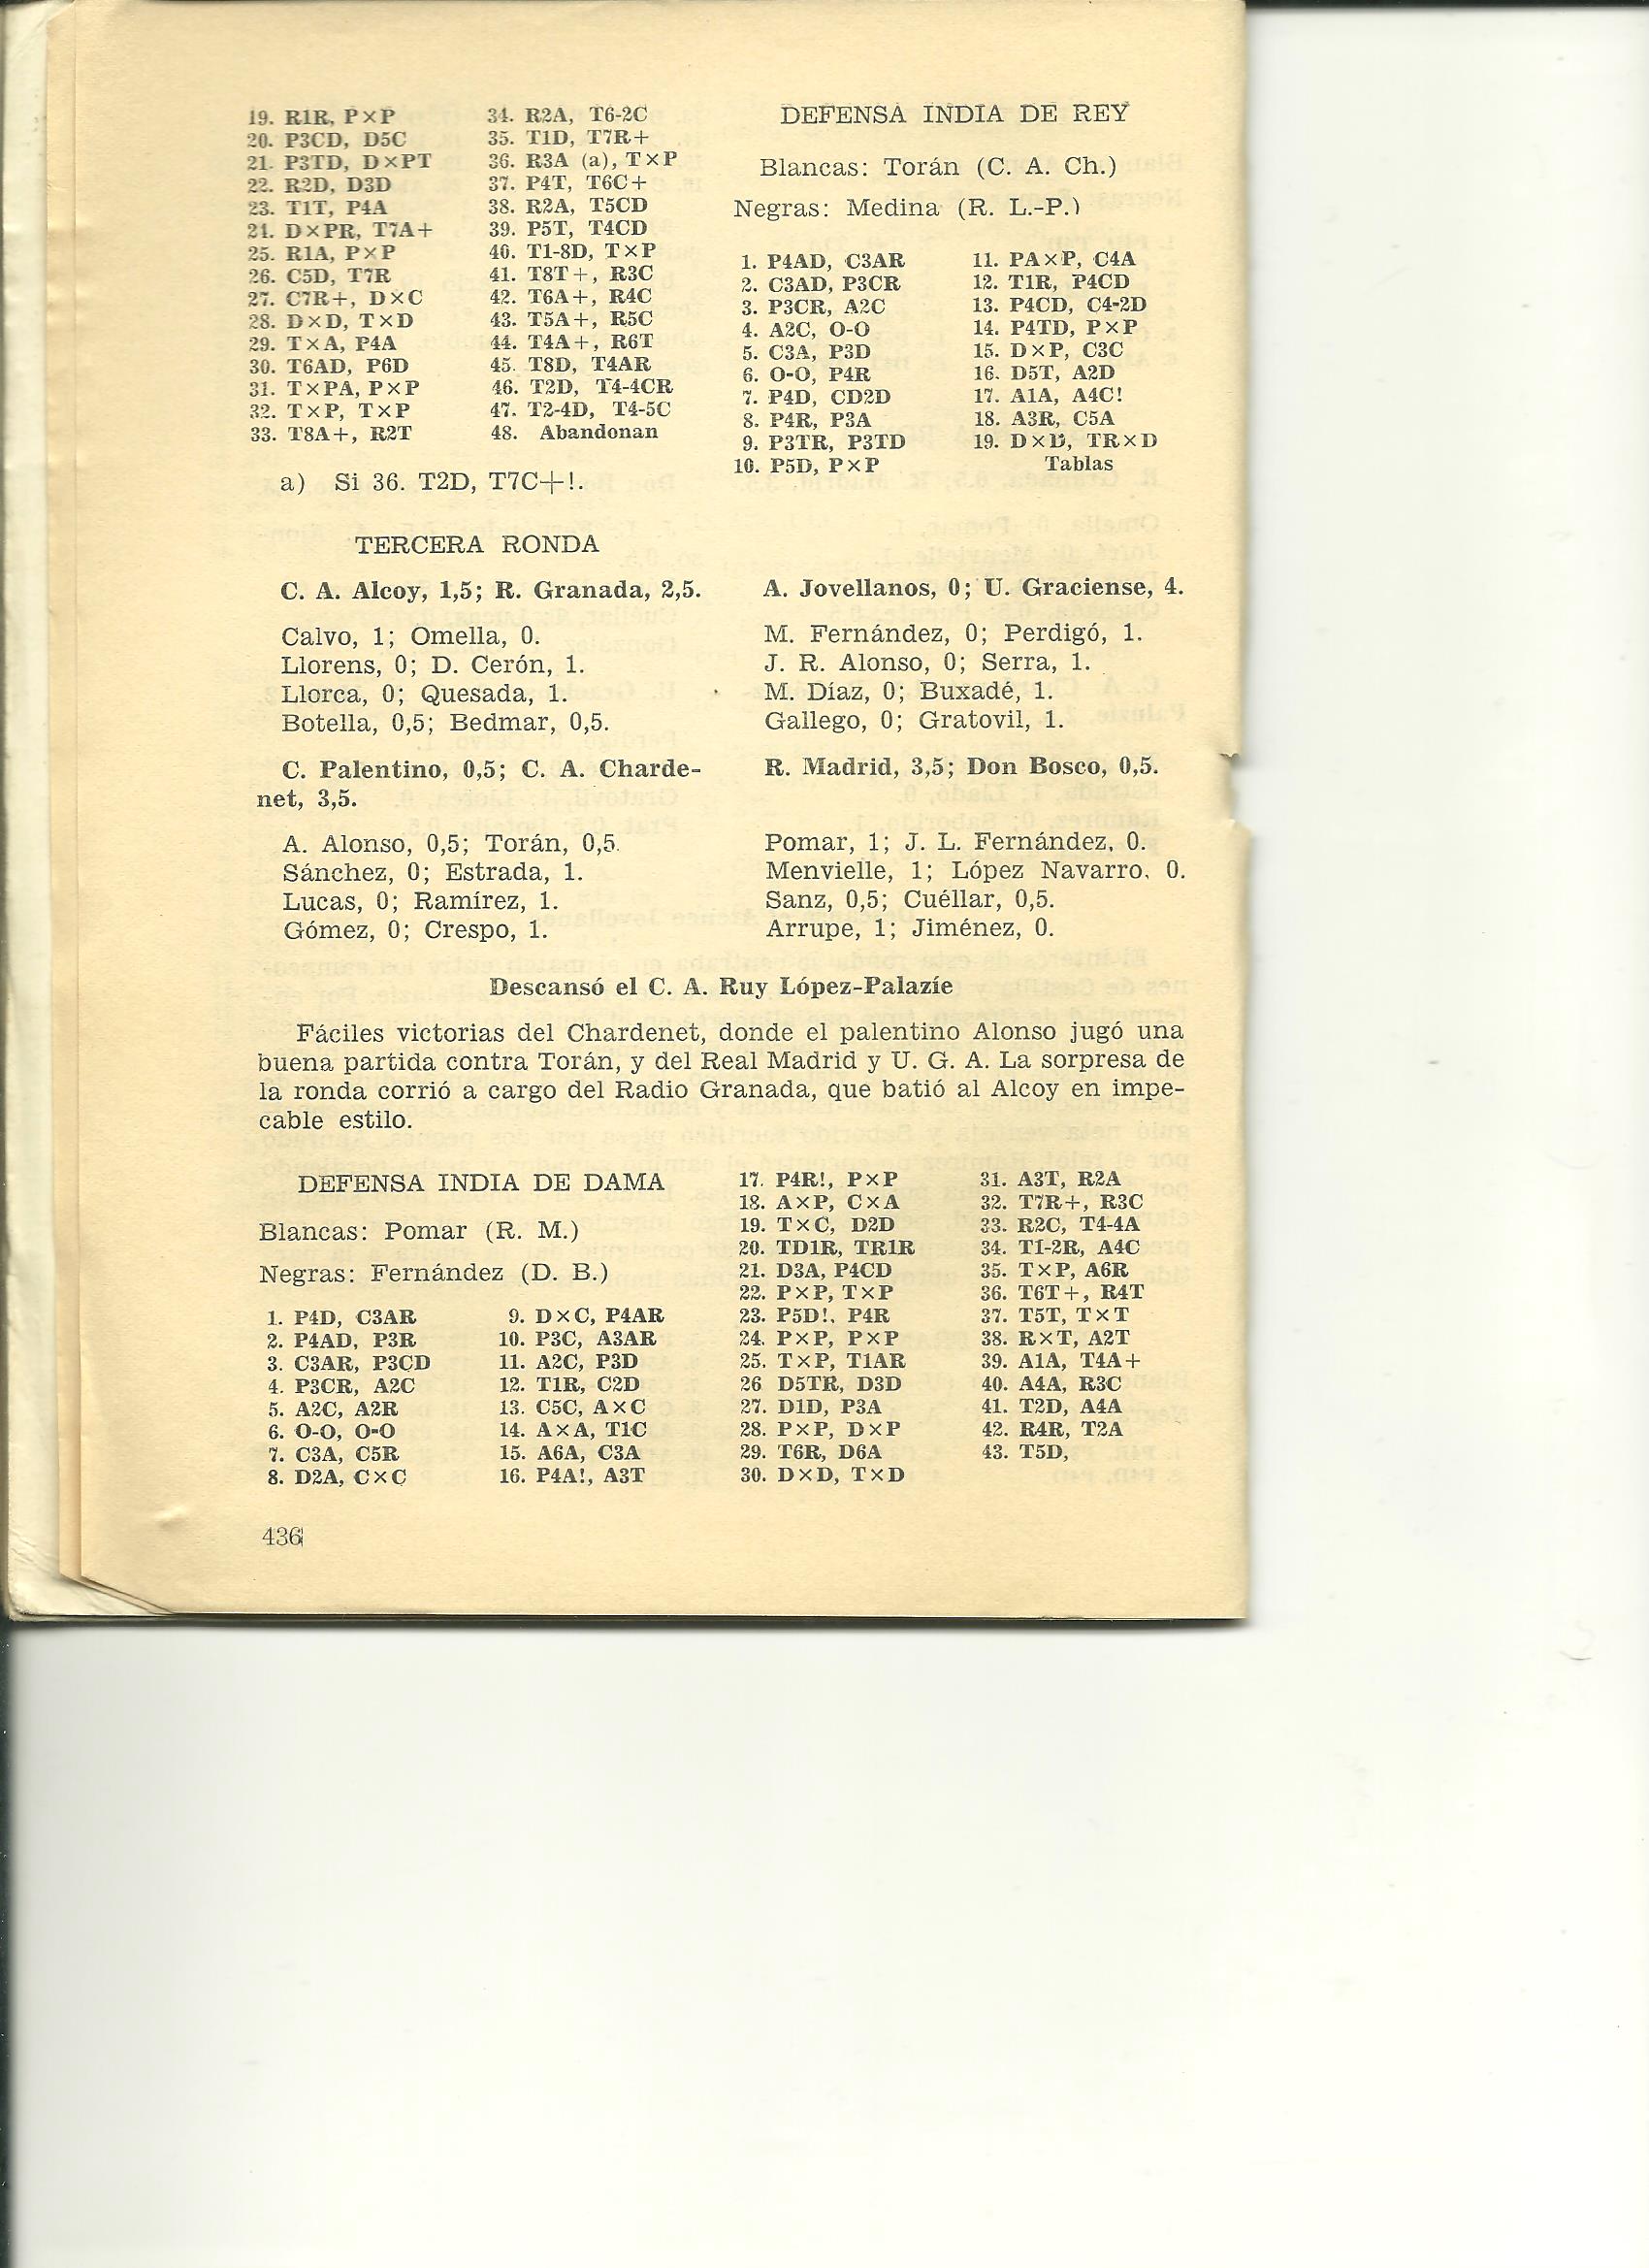 19. R1R, P×P
20. P3CD, D5C
21. P3TD, D×PT
22. R2D, D3D
23. T1T, P4A
24. D×PR, T7A+
25. R1A, P×P
26. C5D, T7R
27. C7R+, D×C
28. D×D, T×D
29. T×A, P4A
30. T6AD, P6D
31. T×PA, P×P
32. T×P, T×P
33. T8A+, R2T
34. R2A, T6-2C
35. T1D, T7R+
36. R3A (a), T×P
37. P4T, T6C+
38. R2A, T5CD
39. P5T, T4CD
40. T1-8D, T×P
41. T8T+, R3C
42. T6A+, R4C
43. T5A+, R5C
44. T4A+, R6T
45. T8D, T4AR
46. T2D, T4-4CR
47. T2-4D, T4-5C
48. Abandonan
a) Si 36. T2D, T7C+!.
DEFENSA INDIA DE REY
Blancas: Torán (C. A. Ch.)
Negras: Medina (R. L.-P.)
1. P4AD, C3AR
2. C3AD, P3CR
3. P3CR, A2C
4. A2C, O-O
5. C3A, P3D
6. O-O, P4R
7. P4D, CD2D
8. P4R, P3A
9. P3TR, P3TD
10. P5D, P×P
11. PA×P, C4A
12. T1R, P4CD
13. P4CD, C4-2D
14. P4TD, P×P
15. D×P, C3C
16. D5T, A2D
17. A1A, A4C!
18. A3R, C5A
19. D×D, TR×D
Tablas
TERCERA RONDA
C. A. Alcoy, 1,5; R. Granada, 2,5.
Calvo, 1; Omella, 0.
Llorens, 0; D. Cerón, 1.
Llorca, 0; Quesada, 1.
Botella, 0,5; Bedmar, 0,5.
C. Palentino, 0,5; C. A. Charde-
net, 3,5.
A. Alonso, 0,5; Torán, 0,5.
Sánchez, 0; Estrada, 1.
Lucas, 0; Ramírez, 1.
Gómez, 0; Crespo, 1.
A. Jovellanos, 0; U. Graciense, 4.
M. Fernández, 0; Perdigó, 1.
J. R. Alonso, 0; Serra, 1.
M. Díaz, 0; Buxadé, 1.
Gallego, 0; Gratovil, 1.
R. Madrid, 3,5; Don Bosco, 0,5.
Pomar, 1; J. L. Fernández, 0.
Menvielle, 1; López Navarro, 0.
Sanz, 0,5; Cuéllar, 0,5.
Arrupe, 1; Jiménez, 0.
Descansó el C. A. Ruy López-Palazíe
Fáciles victorias del Chardenet, donde el palentino Alonso jugó una
buena partida contra Torán, y del Real Madrid y U. G. A. La sorpresa de
la ronda corrió a cargo del Radio Granada, que batió al Alcoy en impe-
cable estilo.
DEFENSA INDIA DE DAMA
Blancas: Pomar (R. M.)
Negras: Fernández (D. B.)
1. P4D, C3AR
2. P4AD, P3R
3. C3AR, P3CD
4. P3CR, A2C
5. A2C, A2R
6. O-O, O-O
7. C3A, C5R
8. D2A, C×C
9. D×C, P4AR
10. P3C, A3AR
11. A2C, P3D
12. T1R, C2D
13. C5C, A×C
14. A×A, T1C
15. A6A, C3A
16. P4A!, A3T
17. P4R!, P×P
18. A×P, C×A
19. T×C, D2D
20. TD1R, TR1R
21. D3A, P4CD
22. P×P, T×P
23. P5D!, P4R
24. P×P, P×P
25. T×P, T1AR
26 D5TR, D3D
27. D1D, P3A
28. P×P, D×P
29. T6R, D6A
30. D×D, T×D
31. A3T, R2A
32. T7R+, R3C
33. R2C, T4-4A
34. T1-2R, A4C
35. T×P, A6R
36. T6T+, R4T
37. T5T, T×T
38. R×T, A2T
39. A1A, T4A+
40. A4A, R3C
41. T2D, A4A
42. R4R, T2A
43. T5D,
436